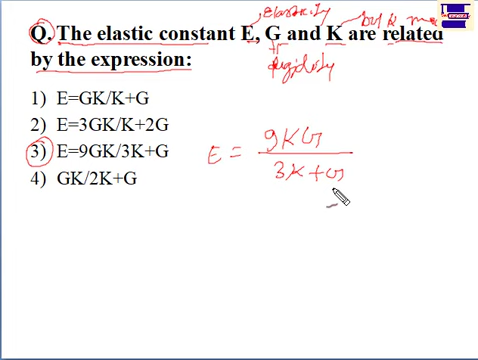 elasticity
bulk m
Q. The elastic constant E, G and K are related
by the expression:
rigidity
1) E=GK/K+G
2) E=3GK/K+2G
3) E=9GK/3K+G
4) GK/2K+G
E = 9KG
3K+G